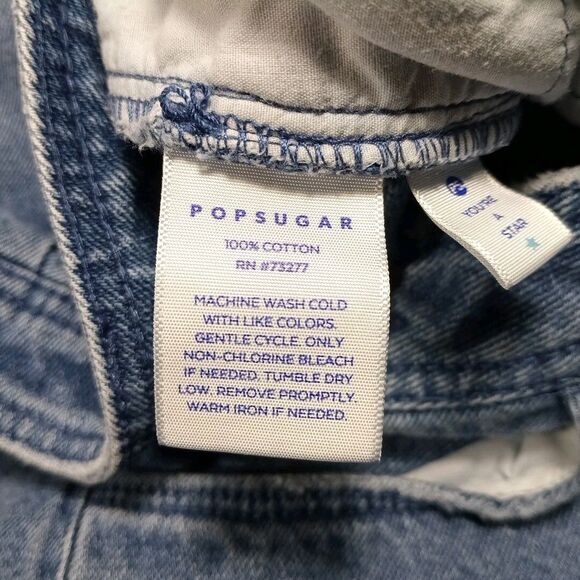 POPSUGAR
100% COTTON
RN #73277
MACHINE WASH COLD
WITH LIKE COLORS.
GENTLE CYCLE. ONLY
NON-CHLORINE BLEACH
IF NEEDED. TUMBLE DRY
LOW. REMOVE PROMPTLY.
WARM IRON IF NEEDED.
YOU'RE
A
STAR